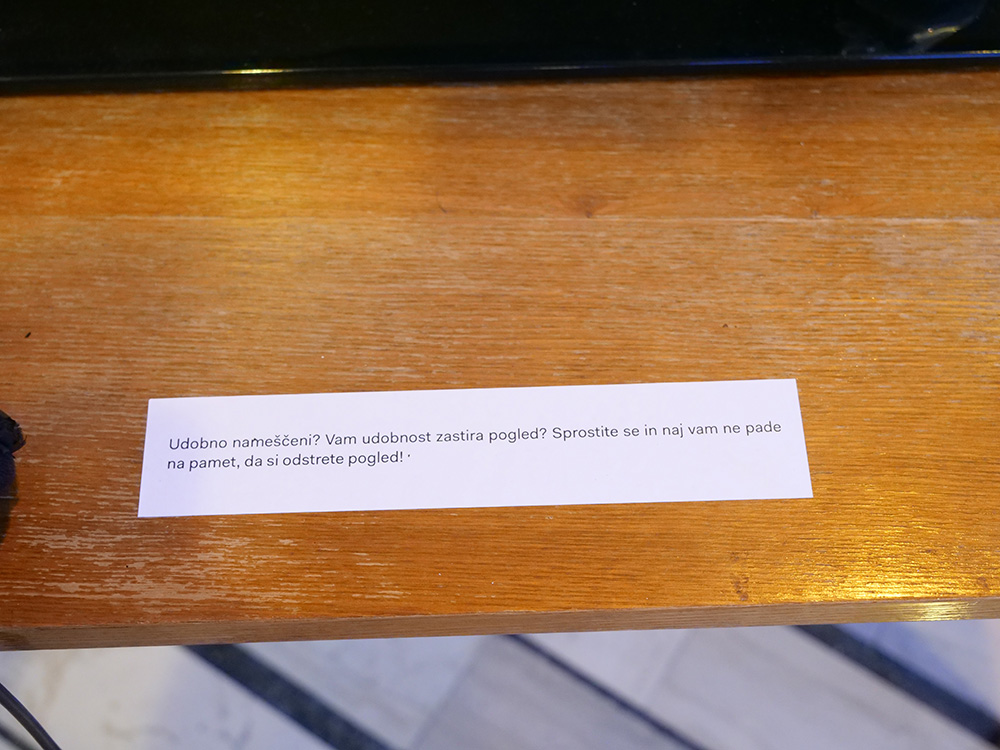 Udobno nameščeni? Vam udobnost zastira pogled? Sprostite se in naj vam ne pade
na pamet, da si odstrete pogled!